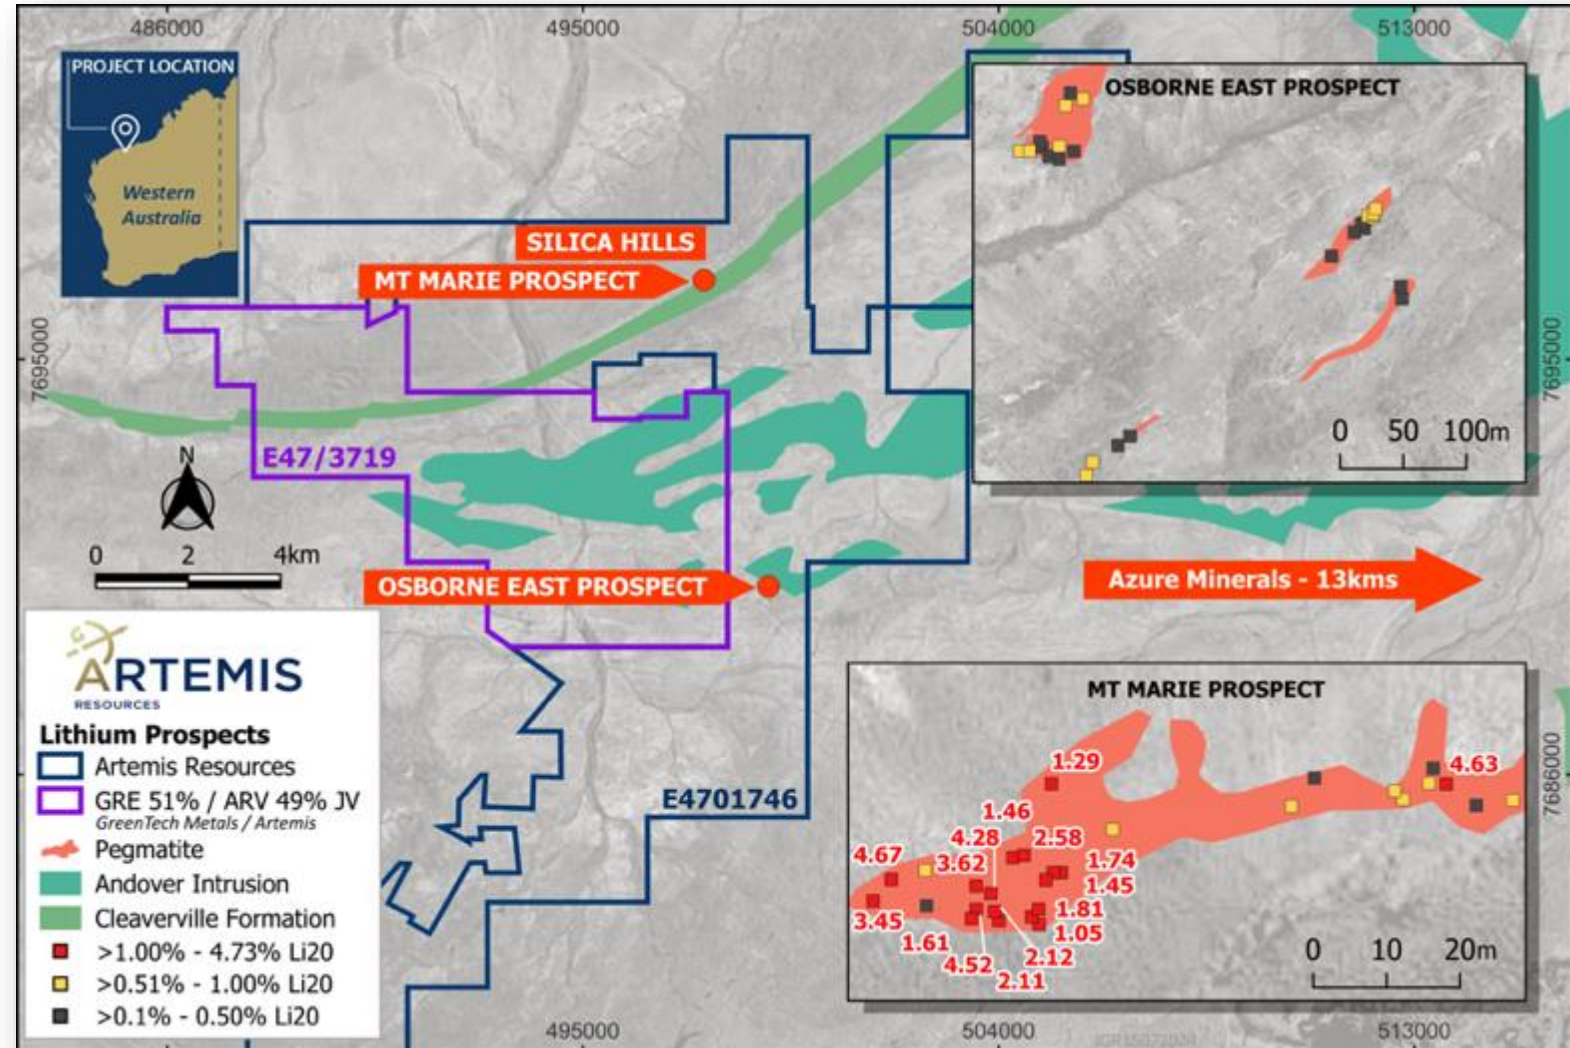 486000
495000
504000
513000
PROJECT LOCATION
Western
Australia
OSBORNE EAST PROSPECT
0 50 100m
SILICA HILLS
MT MARIE PROSPECT
7695000
7695000
E47/3719
N
0 2 4km
OSBORNE EAST PROSPECT
Azure Minerals - 13kms
ARTEMIS
RESOURCES
Lithium Prospects
Artemis Resources
GRE 51% / ARV 49% JV
GreenTech Metals / Artemis
Pegmatite
Andover Intrusion
Cleaverville Formation
>1.00% - 4.73% Li20
>0.51% - 1.00% Li20
>0.1% - 0.50% Li20
E4701746
MT MARIE PROSPECT
1.29
4.63
1.46
4.28
2.58
4.67
3.62
1.74
1.45
3.45
1.81
1.61
1.05
4.52
2.12
2.11
0 10 20m
7686000
495000
504000
513000